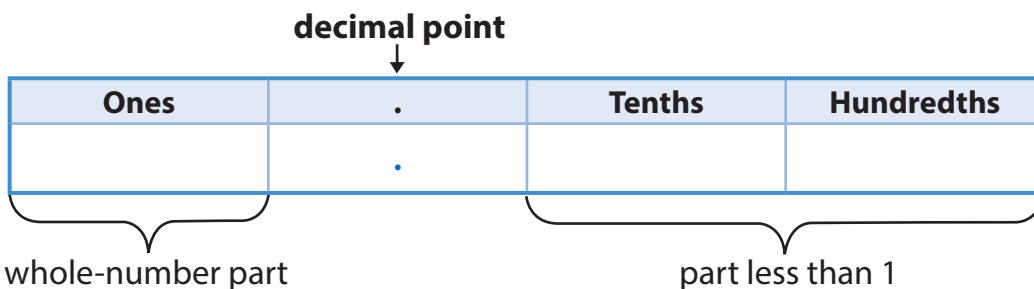 decimal point
Ones . Tenths Hundredths
.
whole-number part part less than 1